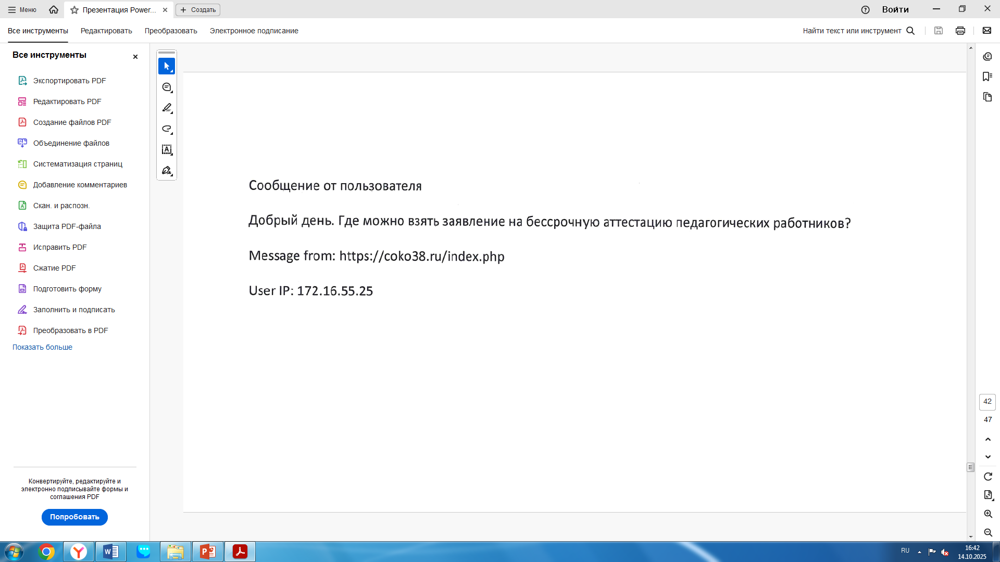 Меню
Презентация Power...
Создать
Войти
Все инструменты
Редактировать
Преобразовать
Электронное подписание
Найти текст или инструмент
Все инструменты
Экспортировать PDF
Редактировать PDF
Создание файлов PDF
Объединение файлов
Систематизация страниц
Добавление комментариев
Скан. и распозн.
Защита PDF-файла
Исправить PDF
Сжатие PDF
Подготовить форму
Заполнить и подписать
Преобразовать в PDF
Показать больше
Конвертируйте, редактируйте и
электронно подписывайте формы и
соглашения PDF
Попробовать
Сообщение от пользователя
Добрый день. Где можно взять заявление на бессрочную аттестацию педагогических работников?
Message from: https://coko38.ru/index.php
User IP: 172.16.55.25
42
47
RU
16:42
14.10.2025